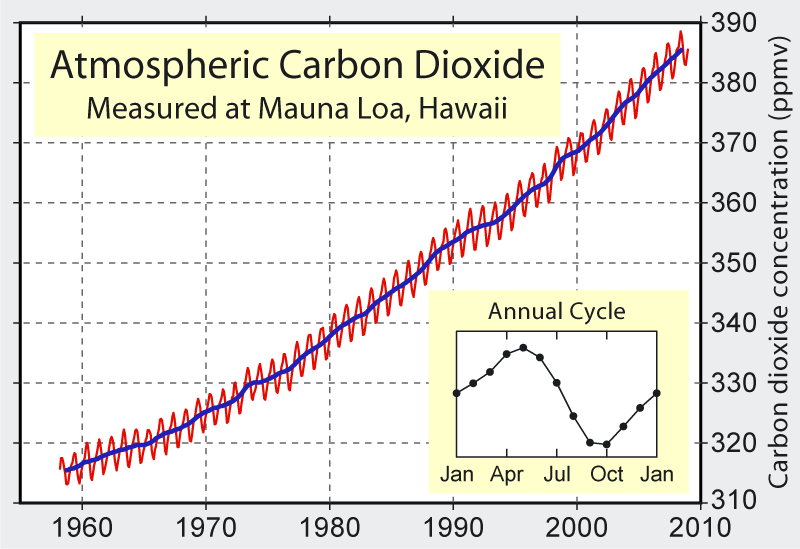 Atmospheric Carbon Dioxide
Measured at Mauna Loa, Hawaii
390
380
370
360
350
340
330
320
310
Carbon dioxide concentration (ppmv)
Annual Cycle
Jan Apr Jul Oct Jan
1960 1970 1980 1990 2000 2010